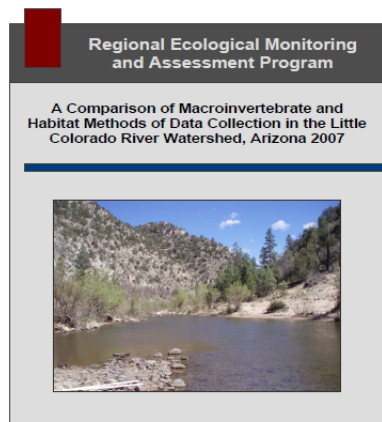 Regional Ecological Monitoring
and Assessment Program
A Comparison of Macroinvertebrate and
Habitat Methods of Data Collection in the Little
Colorado River Watershed, Arizona 2007